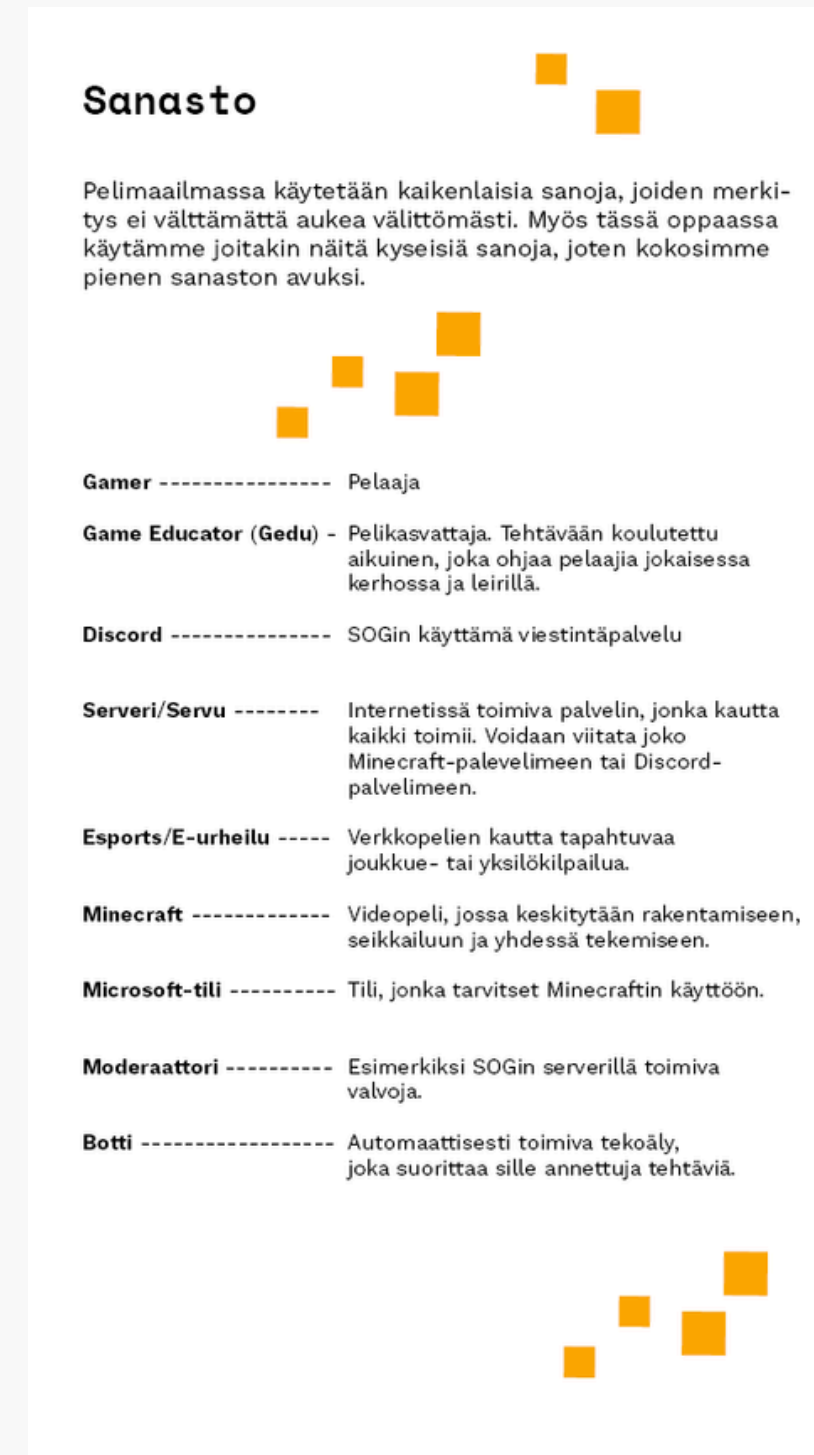 Sanasto
Pelimaailmassa käytetään kaikenlaisia sanoja, joiden merki-
tys ei välttämättä aukea välittömästi. Myös tässä oppaassa
käytämme joitakin näitä kyseisiä sanoja, joten kokosimme
pienen sanaston avuksi.
Gamer ---------------- Pelaaja
Game Educator (Gedu) - Pelikasvattaja. Tehtävään koulutettu
aikuinen, joka ohjaa pelaajia jokaisessa
kerhossa ja leirillä.
Discord --------------- SOGin käyttämä viestintäpalvelu
Serveri/Servu -------- Internetissä toimiva palvelin, jonka kautta
kaikki toimii. Voidaan viitata joko
Minecraft-palevelimeen tai Discord-
palvelimeen.
Esports/E-urheilu ----- Verkkopelien kautta tapahtuvaa
joukkue- tai yksilökilpailua.
Minecraft ------------- Videopeli, jossa keskitytään rakentamiseen,
seikkailuun ja yhdessä tekemiseen.
Microsoft-tili ---------- Tili, jonka tarvitset Minecraftin käyttöön.
Moderaattori ---------- Esimerkiksi SOGin serverillä toimiva
valvoja.
Botti ------------------ Automaattisesti toimiva tekoäly,
joka suorittaa sille annettuja tehtäviä.